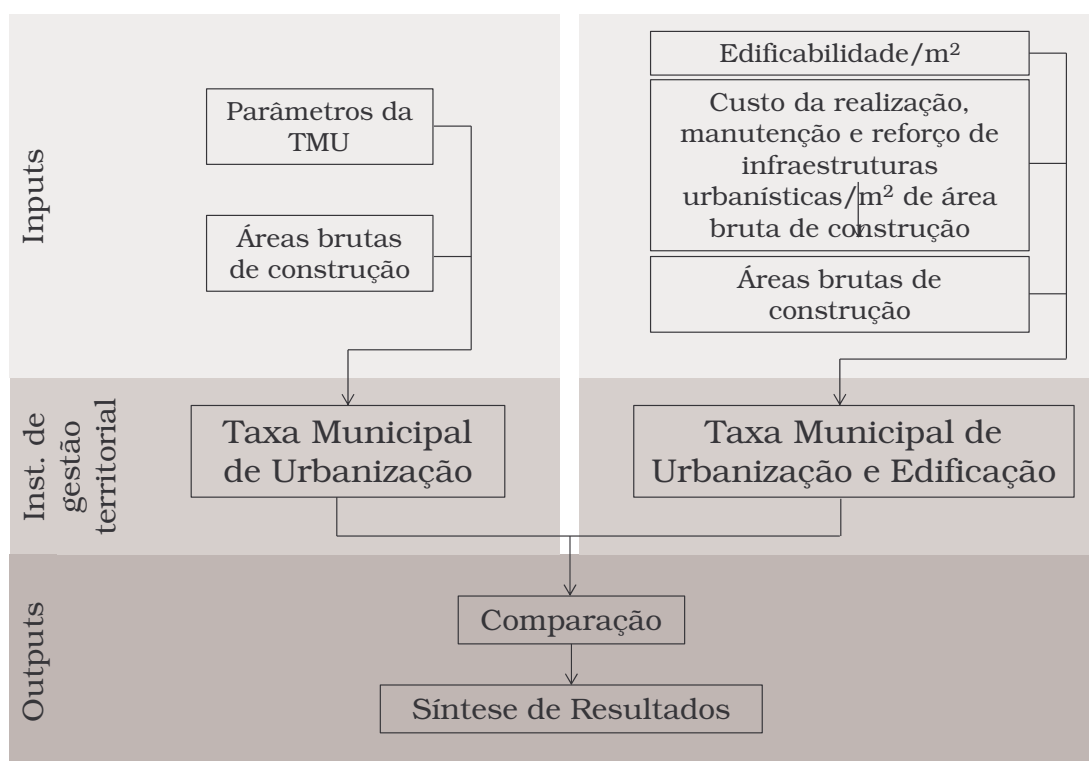 Inputs
Parâmetros da
TMU
Áreas brutas
de construção
Edificabilidade/m²
Custo da realização,
manutenção e reforço de
infraestruturas
urbanísticas/m² de área
bruta de construção
Áreas brutas de
construção
Inst. de
gestão
territorial
Taxa Municipal
de Urbanização
Taxa Municipal de
Urbanização e Edificação
Outputs
Comparação
Síntese de Resultados